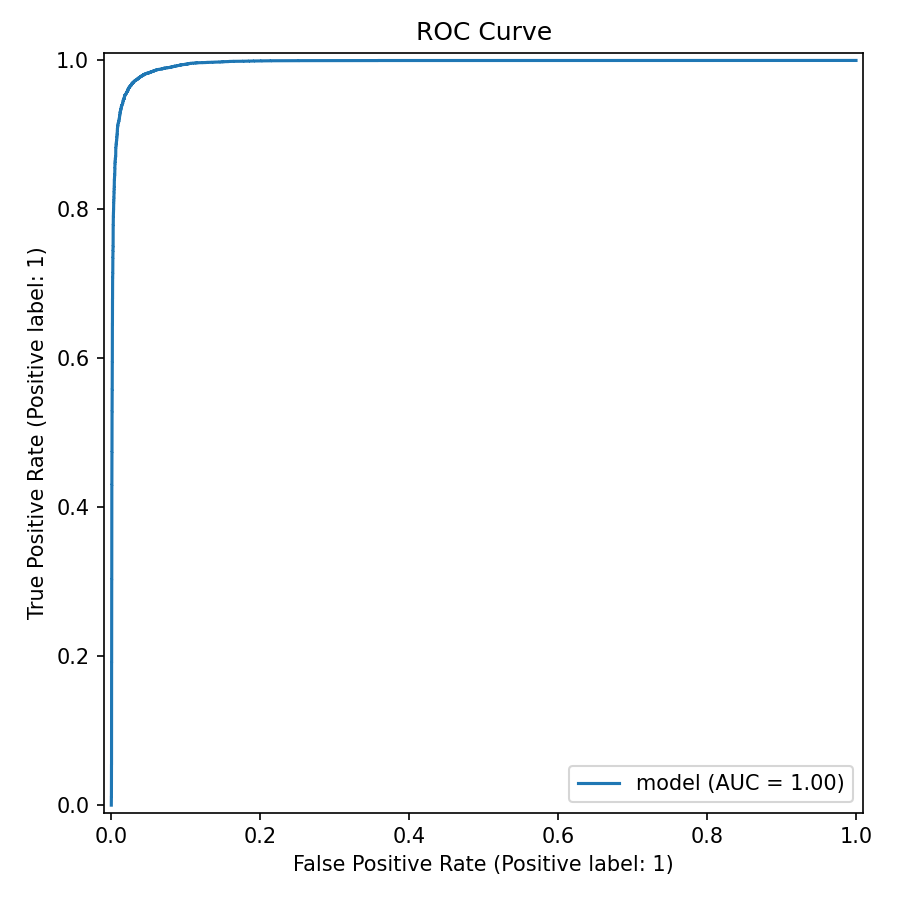 ROC Curve
1.0
0.8
0.6
0.4
0.2
0.0
True Positive Rate (Positive label: 1)
model (AUC = 1.00)
0.0 0.2 0.4 0.6 0.8 1.0
False Positive Rate (Positive label: 1)